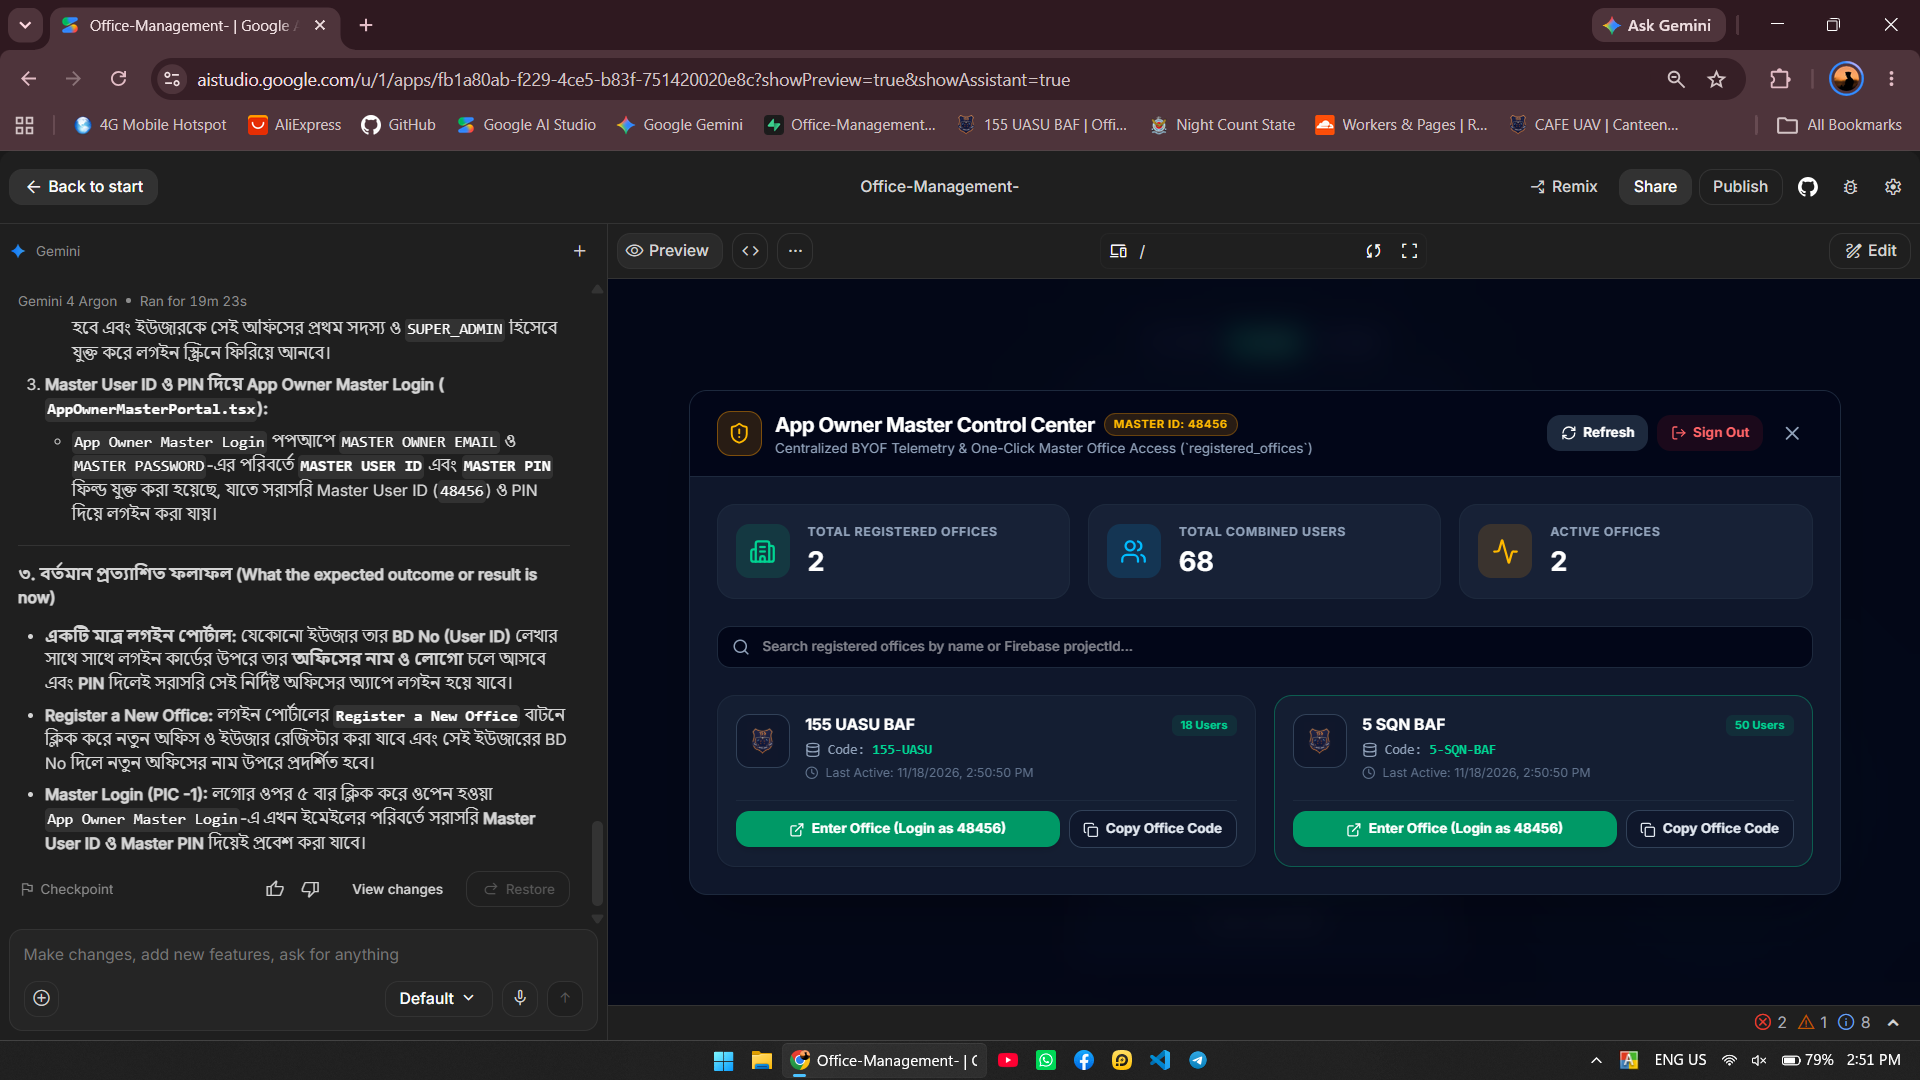 Office-Management- | Google A
Ask Gemini
aistudio.google.com/u/1/apps/fb1a80ab-f229-4ce5-b83f-751420020e8c?showPreview=true&showAssistant=true
4G Mobile Hotspot
AliExpress
GitHub
Google AI Studio
Google Gemini
Office-Management...
155 UASU BAF | Offi...
Night Count State
Workers & Pages | R...
CAFE UAV | Canteen...
All Bookmarks
Back to start
Office-Management-
Remix
Share
Publish
Gemini
Preview
/
Edit
Gemini 4 Argon • Ran for 19m 23s
হবে এবং ইউজারকে সেই অফিসের প্রথম সদস্য ও SUPER_ADMIN হিসেবে
যুক্ত করে লগইন স্ক্রিনে ফিরিয়ে আনবে।
3. Master User ID ও PIN দিয়ে App Owner Master Login (
AppOwnerMasterPortal.tsx):
App Owner Master Login পপআপে MASTER OWNER EMAIL ও
MASTER PASSWORD-এর পরিবর্তে MASTER USER ID এবং MASTER PIN
ফিল্ড যুক্ত করা হয়েছে, যাতে সরাসরি Master User ID (48456) ও PIN
দিয়ে লগইন করা যায়।
৩. বর্তমান প্রত্যাশিত ফলাফল (What the expected outcome or result is
now)
• একটি মাত্র লগইন পোর্টাল: যেকোনো ইউজার তার BD No (User ID) লেখার
সাথে সাথে লগইন কার্ডের উপরে তার অফিসের নাম ও লোগো চলে আসবে
এবং PIN দিলেই সরাসরি সেই নির্দিষ্ট অফিসের অ্যাপে লগইন হয়ে যাবে।
• Register a New Office: লগইন পোর্টালের Register a New Office বাটনে
ক্লিক করে নতুন অফিস ও ইউজার রেজিস্টার করা যাবে এবং সেই ইউজারের BD
No দিলে নতুন অফিসের নাম উপরে প্রদর্শিত হবে।
• Master Login (PIC -1): লগোর ওপর ৫ বার ক্লিক করে ওপেন হওয়া
App Owner Master Login-এ এখন ইমেইলের পরিবর্তে সরাসরি Master
User ID ও Master PIN দিয়েই প্রবেশ করা যাবে।
Checkpoint
View changes
Restore
Make changes, add new features, ask for anything
Default
App Owner Master Control Center
MASTER ID: 48456
Centralized BYOF Telemetry & One-Click Master Office Access (`registered_offices`)
Refresh
Sign Out
TOTAL REGISTERED OFFICES
2
TOTAL COMBINED USERS
68
ACTIVE OFFICES
2
Search registered offices by name or Firebase projectId...
155 UASU BAF
18 Users
Code: 155-UASU
Last Active: 11/18/2026, 2:50:50 PM
Enter Office (Login as 48456)
Copy Office Code
5 SQN BAF
50 Users
Code: 5-SQN-BAF
Last Active: 11/18/2026, 2:50:50 PM
Enter Office (Login as 48456)
Copy Office Code
2
1
8
Office-Management- | G
ENG US
79%
2:51 PM